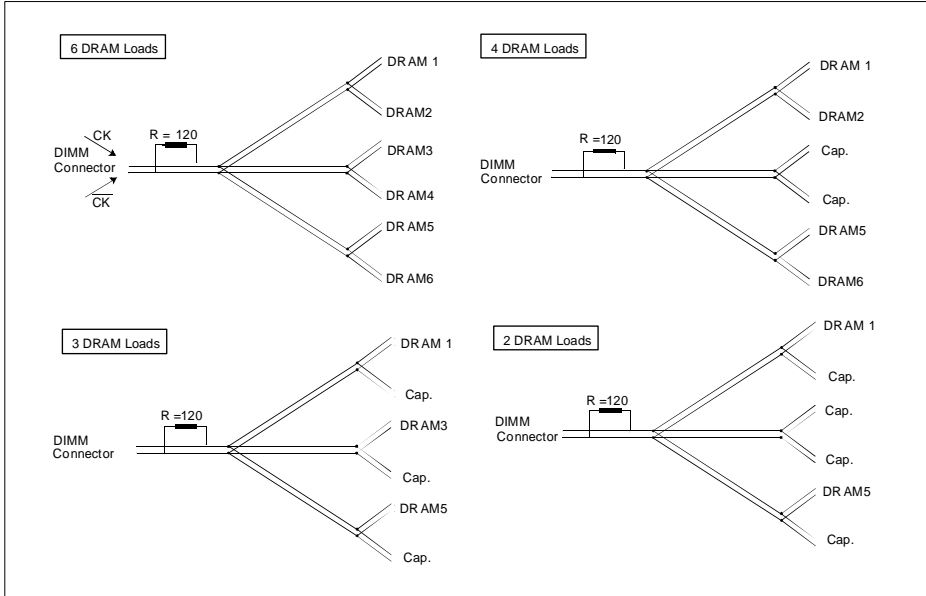 6 DRAM Loads
DRAM 1
DRAM2
R = 120
CK
DIMM
Connector
CK
DRAM3
DRAM4
DRAM5
DRAM6
4 DRAM Loads
DRAM 1
DRAM2
R =120
DIMM
Connector
Cap.
Cap.
DRAM5
DRAM6
3 DRAM Loads
DRAM 1
Cap.
R =120
DIMM
Connector
DRAM3
Cap.
DRAM5
Cap.
2 DRAM Loads
DRAM 1
Cap.
R =120
DIMM
Connector
Cap.
Cap.
DRAM5
Cap.